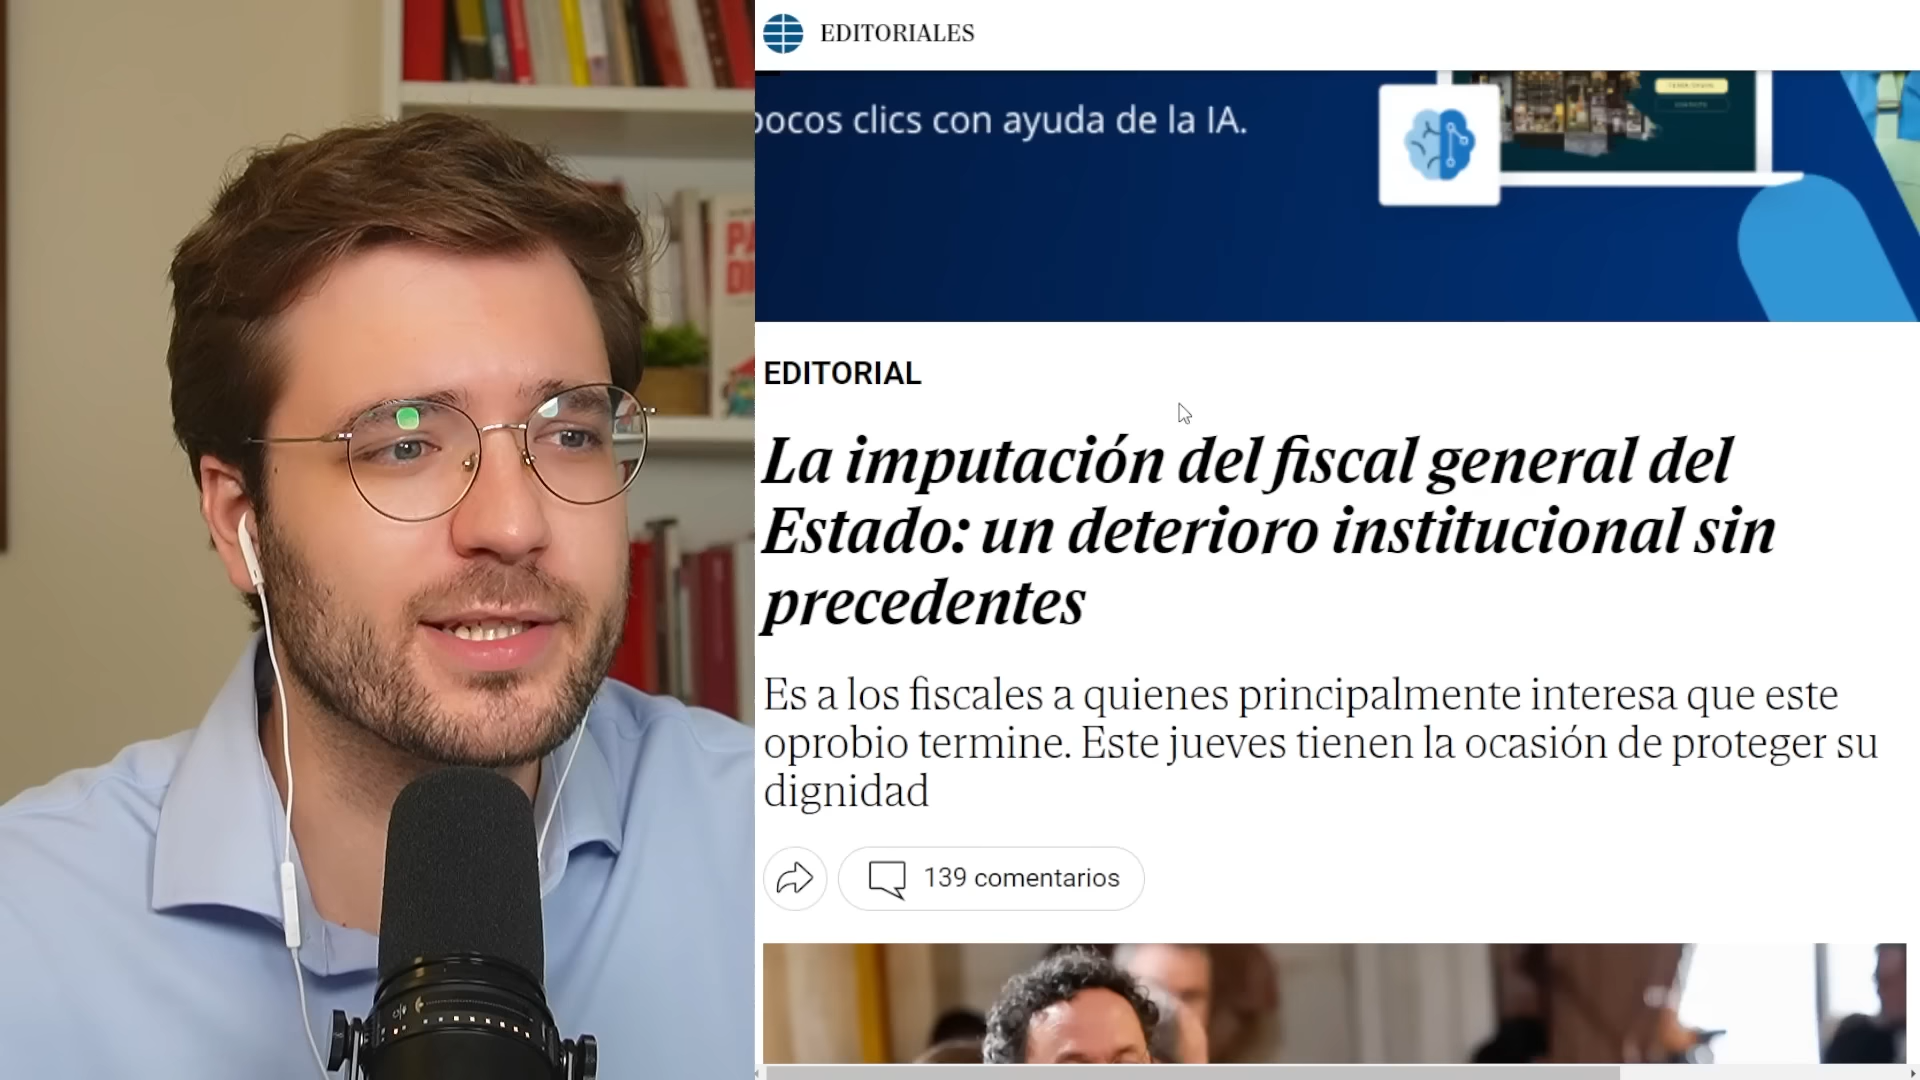 EDITORIALES
pocos clics con ayuda de la IA.
EDITORIAL
La imputación del fiscal general del
Estado: un deterioro institucional sin
precedentes
Es a los fiscales a quienes principalmente interesa que este
oprobio termine. Este jueves tienen la ocasión de proteger su
dignidad
139 comentarios